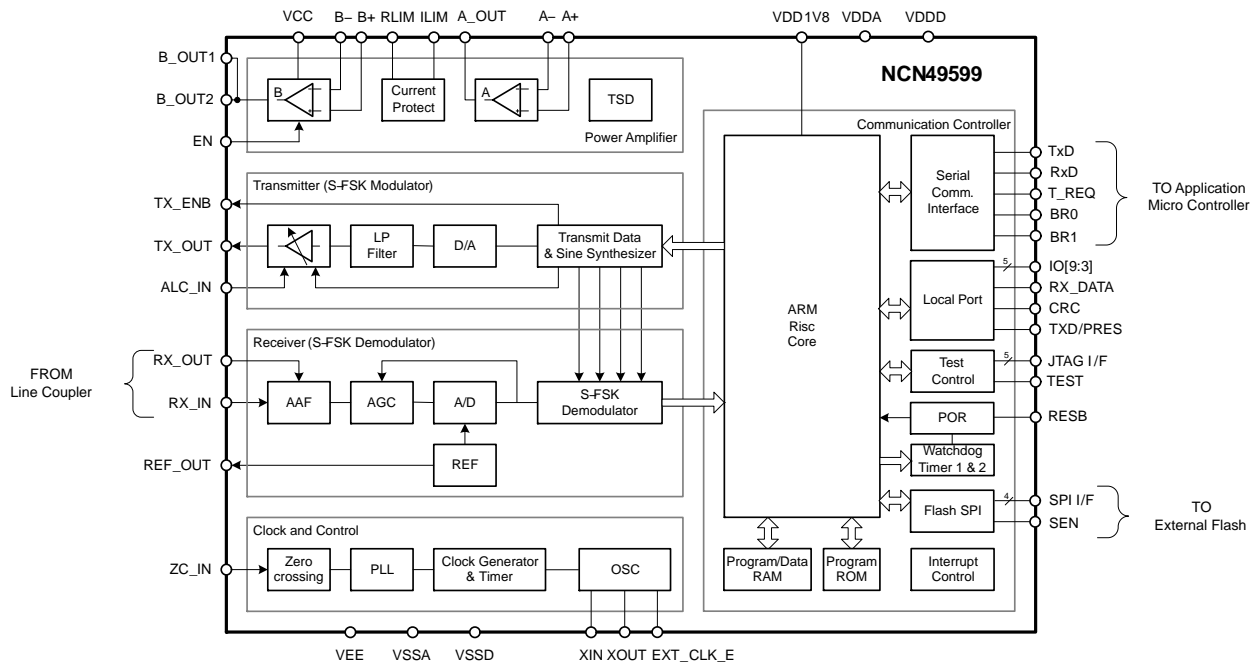 VCC B– B+ RLIM ILIM A_OUT A– A+ VDD1V8 VDDA VDDD
NCN49599
B_OUT1
B_OUT2
EN
B
Current
Protect
A
TSD
Power Amplifier
Communication Controller
Transmitter (S-FSK Modulator)
TX_ENB
TX_OUT
ALC_IN
LP
Filter
D/A
Transmit Data
& Sine Synthesizer
FROM
Line Coupler
Receiver (S-FSK Demodulator)
RX_OUT
RX_IN
REF_OUT
AAF
AGC
A/D
S-FSK
Demodulator
REF
Clock and Control
ZC_IN
Zero
crossing
PLL
Clock Generator
& Timer
OSC
ARM
Risc
Core
Program/Data
RAM
Program
ROM
Serial
Comm.
Interface
TxD
RxD
T_REQ
BR0
BR1
TO Application
Micro Controller
Local Port
5
IO[9:3]
RX_DATA
CRC
TXD/PRES
Test
Control
5
JTAG I/F
TEST
POR
RESB
Watchdog
Timer 1 & 2
Flash SPI
4
SPI I/F
SEN
TO
External Flash
Interrupt
Control
VEE VSSA VSSD XIN XOUT EXT_CLK_E